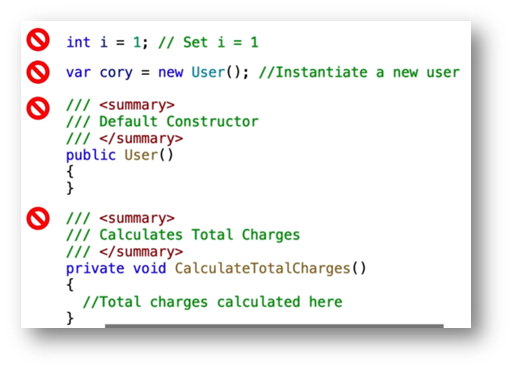 int i = 1; // Set i = 1
var cory = new User(); //Instantiate a new user
/// <summary>
/// Default Constructor
/// </summary>
public User()
{
}
/// <summary>
/// Calculates Total Charges
/// </summary>
private void CalculateTotalCharges()
{
//Total charges calculated here
}